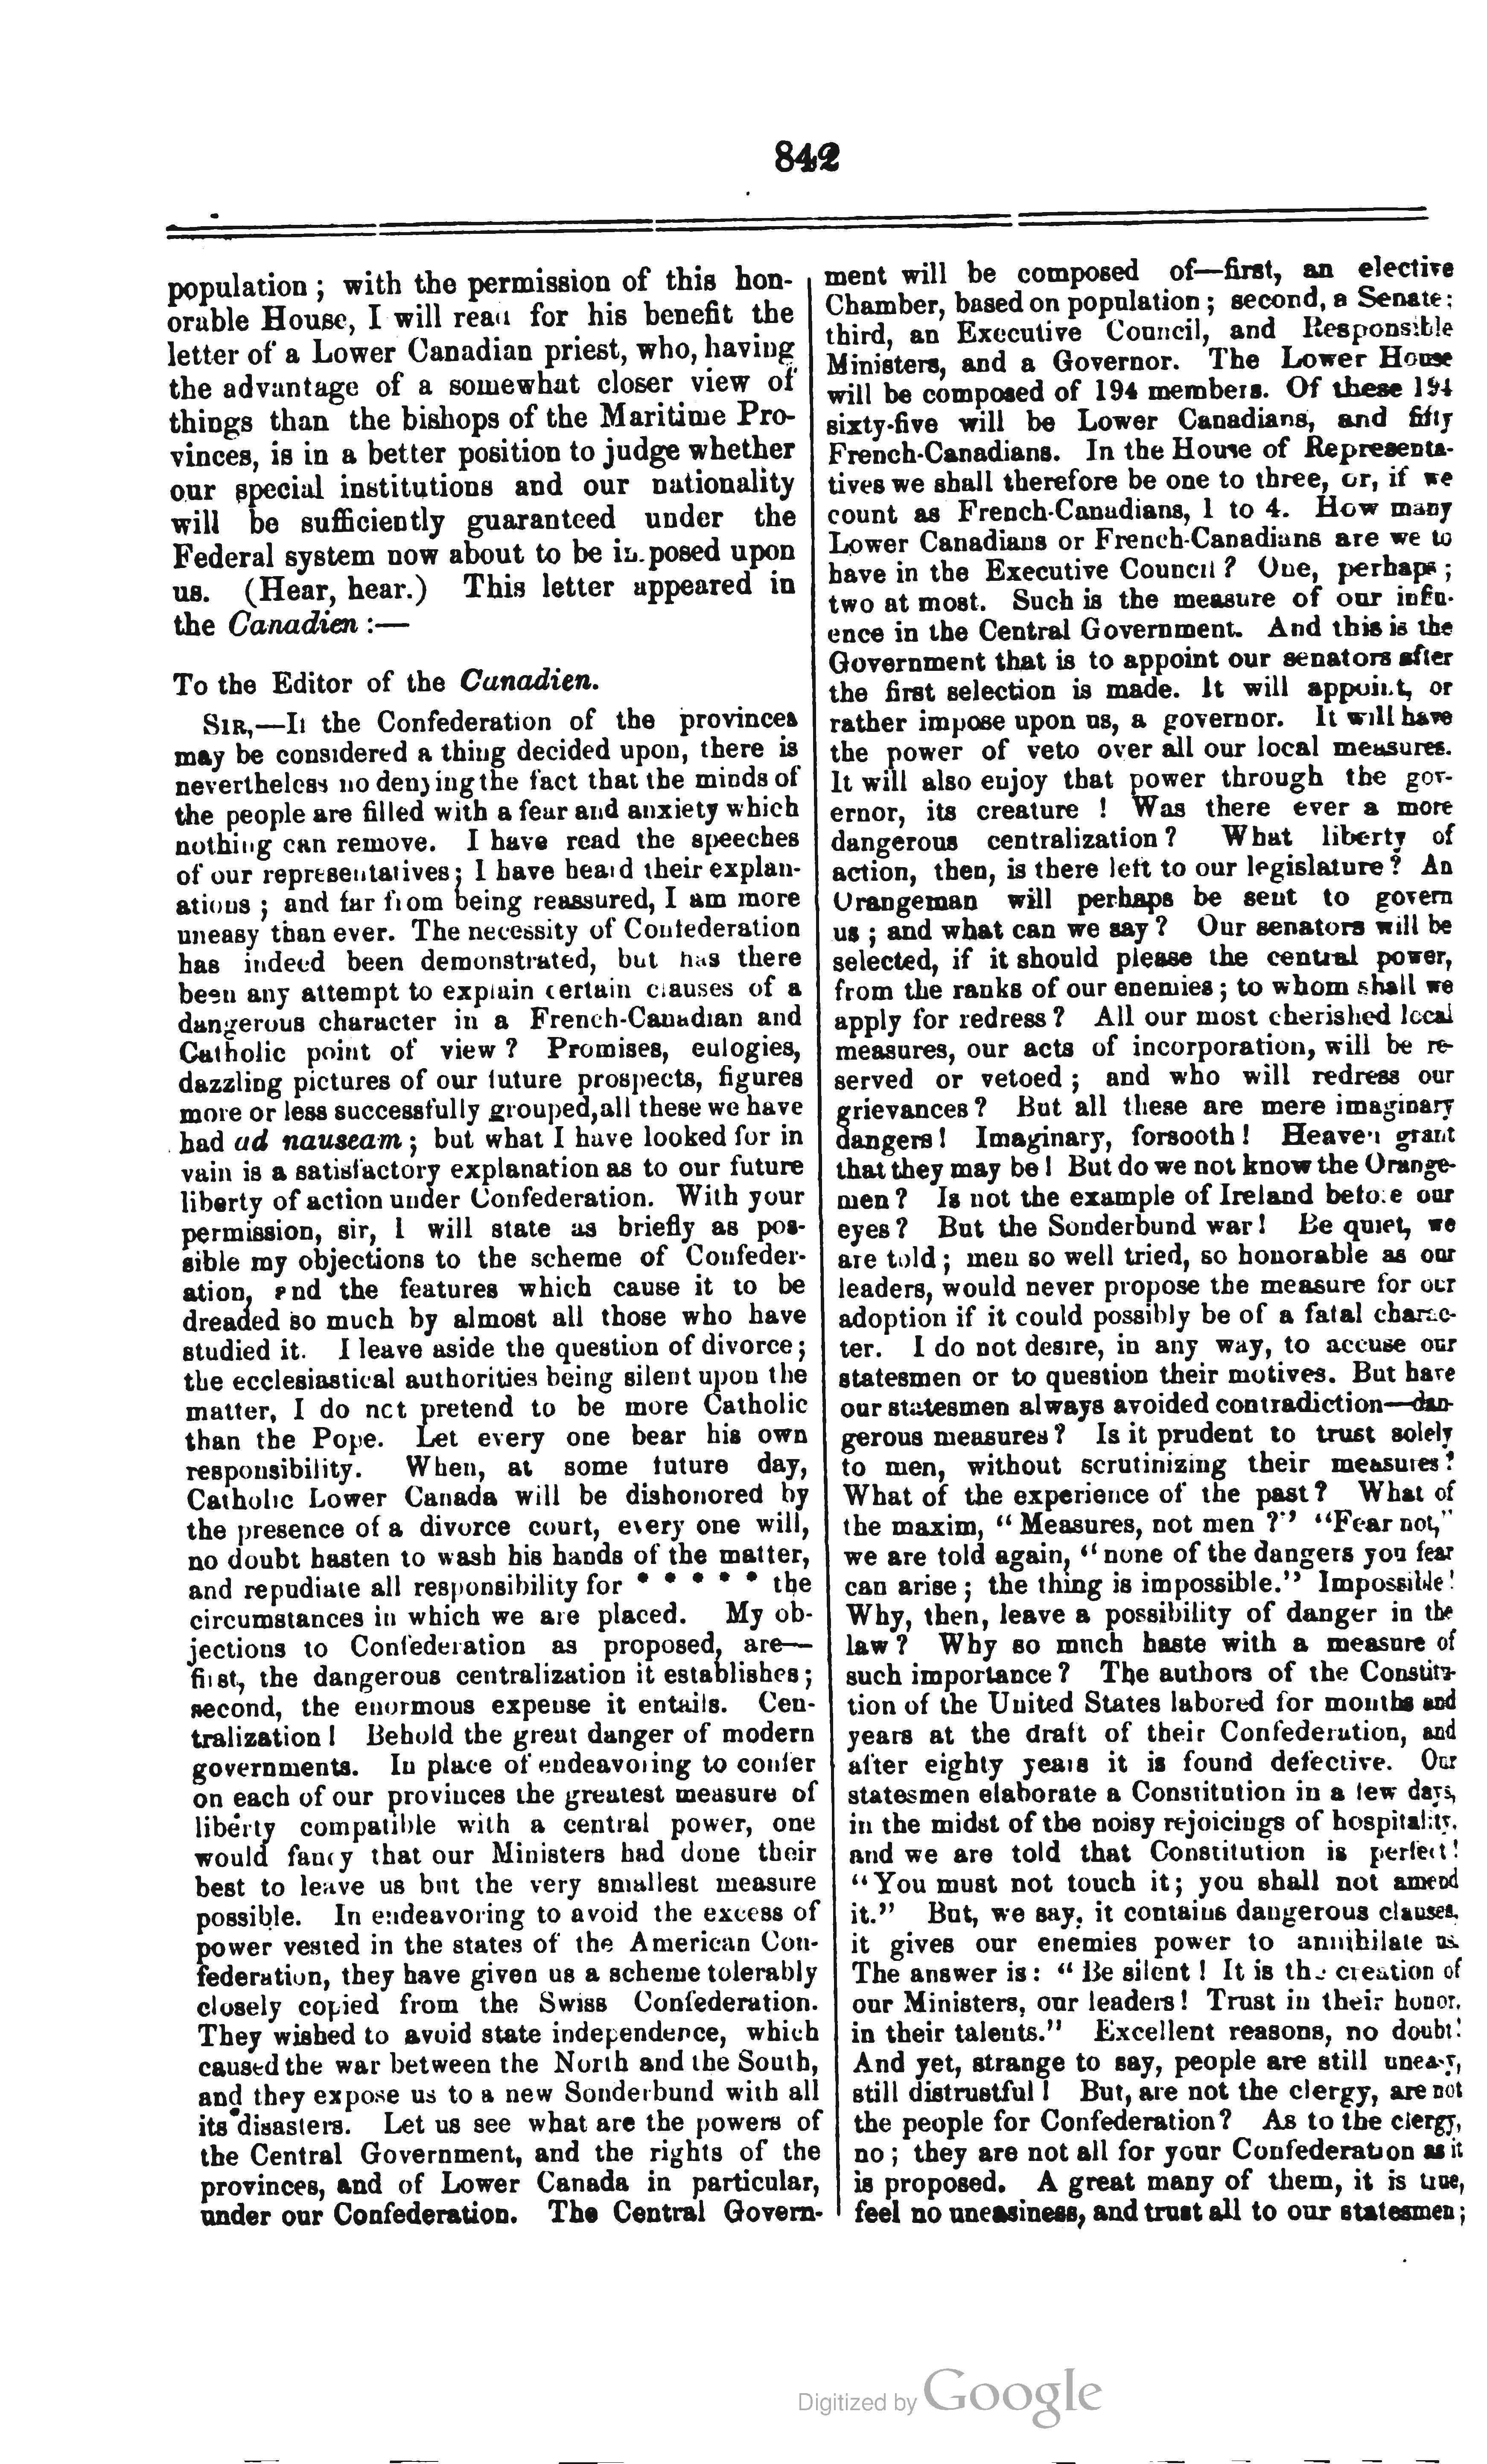 842
population ; with the permission of this hon-
orable House, I will read for his benefit the
letter of a Lower Canadian priest, who, having
the advantage of a somewhat closer view of
things than the bishops of the Maritime Pro-
vinces, is in a better position to judge whether
our special institutions and our nationality
will be sufficiently guaranteed under the
Federal system now about to be imposed upon
us. (Hear, hear.) This letter appeared in
the Canadien :—
To the Editor of the Canadien.
SIR,—If the Confederation of the provinces
may be considered a thing decided upon, there is
nevertheless no denying the fact that the minds of
the people are filled with a fear and anxiety which
nothing can remove. I have read the speeches
of our representatives ; I have heard their explan-
ations ; and far from being reassured, I am more
uneasy than ever. The necessity of Confederation
has indeed been demonstrated, but has there
been any attempt to explain certain clauses of a
dangerous character in a French-Canadian and
Catholic point of view ? Promises, eulogies,
dazzling pictures of our future prospects, figures
more or less successfully grouped, all these we have
had ad nauseam ; but what I have looked for in
vain is a satisfactory explanation as to our future
liberty of action under Confederation. With your
permission, sir, I will state as briefly as pos-
sible my objections to the scheme of Confeder-
ation, and the features which cause it to be
dreaded so much by almost all those who have
studied it. I leave aside the question of divorce ;
the ecclesiastical authorities being silent upon the
matter, I do not pretend to be more Catholic
than the Pope. Let every one bear his own
responsibility. When, at some future day,
Catholic Lower Canada will be dishonored by
the presence of a divorce court, every one will,
no doubt hasten to wash his hands of the matter,
and repudiate all responsibility for * * * * * the
circumstances in which we are placed. My ob-
jections to Confederation as proposed, are—
first, the dangerous centralization it establishes ;
second, the enormous expense it entails. Cen-
tralization ! Behold the great danger of modern
governments. In place of endeavoring to confer
on each of our provinces the greatest measure of
liberty compatible with a central power, one
would fancy that our Ministers had done their
best to leave us but the very smallest measure
possible. In endeavoring to avoid the excess of
power vested in the states of the American Con-
federation, they have given us a scheme tolerably
closely copied from the Swiss Confederation.
They wished to avoid state independence, which
caused the war between the North and the South,
and they expose us to a new Sonderbund with all
its disasters. Let us see what are the powers of
the Central Government, and the rights of the
provinces, and of Lower Canada in particular,
under our Confederation. The Central Govern-
ment will be composed of—first, an elective
Chamber, based on population ; second, a Senate ;
third, an Executive Council, and Responsible
Ministers, and a Governor. The Lower House
will be composed of 194 members. Of these 194
sixty-five will be Lower Canadians, and fifty
French-Canadians. In the House of Representa-
tives we shall therefore be one to three, or, if we
count as French-Canadians, 1 to 4. How many
Lower Canadians or French-Canadians are we to
have in the Executive Council ? One, perhaps ;
two at most. Such is the measure of our influ-
ence in the Central Government. And this is the
Government that is to appoint our senators after
the first selection is made. It will appoint, or
rather impose upon us, a governor. It will have
the power of veto over all our local measures.
It will also enjoy that power through the gov-
ernor, its creature ! Was there ever a more
dangerous centralization ? What liberty of
action, then, is there left to our legislature ? An
Orangeman will perhaps be sent to govern
us ; and what can we say ? Our senators will be
selected, if it should please the central power,
from the ranks of our enemies ; to whom shall we
apply for redress ? All our most cherished local
measures, our acts of incorporation, will be re-
served or vetoed ; and who will redress our
grievances ? But all these are mere imaginary
dangers ! Imaginary, forsooth ! Heaven grant
that they may be ! But do we not know the Orange-
men ? Is not the example of Ireland before our
eyes ? But the Sonderbund war ! Be quiet, we
are told ; men so well tried, so honorable as our
leaders, would never propose the measure for our
adoption if it could possibly be of a fatal charac-
ter. I do not desire, in any way, to accuse our
statesmen or to question their motives. But have
our statesmen always avoided contradiction—dan-
gerous measures ? Is it prudent to trust solely
to men, without scrutinizing their measures ?
What of the experience of the past ? What of
the maxim, "Measures, not men ?" "Fear not,"
we are told again, "none of the dangers you fear
can arise ; the thing is impossible." Impossible !
Why, then, leave a possibility of danger in the
law ? Why so much haste with a measure of
such importance ? The authors of the Constitu-
tion of the United States labored for months and
years at the draft of their Confederation, and
after eighty years it is found defective. Our
statesmen elaborate a Constitution in a few days,
in the midst of the noisy rejoicings of hospitality,
and we are told that Constitution is perfect !
"You must not touch it ; you shall not amend
it." But, we say, it contains dangerous clauses,
it gives our enemies power to annihilate us.
The answer is : "Be silent ! It is the creation of
our Ministers, our leaders ! Trust in their honor,
in their talents." Excellent reasons, no doubt !
And yet, strange to say, people are still uneasy,
still distrustful ! But, are not the clergy, are not
the people for Confederation ? As to the clergy,
no ; they are not all for your Confederation as it
is proposed. A great many of them, it is true,
feel no uneasiness, and trust all to our statesmen ;
Digitized by Google